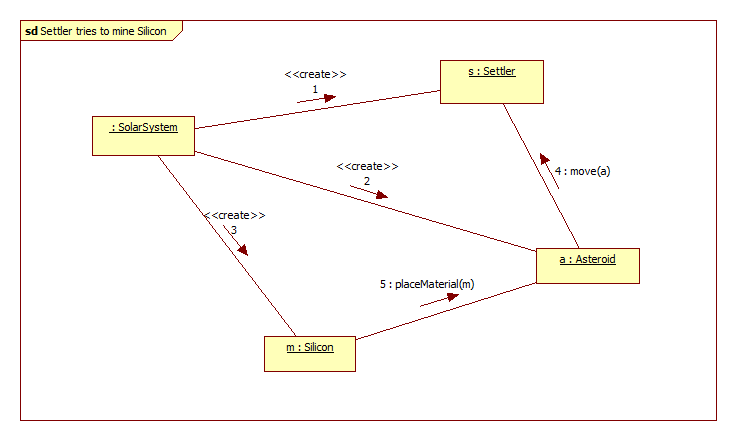 sd Settler tries to mine Silicon
<<create>>
1
s : Settler
: SolarSystem
<<create>>
2
4 : move(a)
<<create>>
3
a : Asteroid
5 : placeMaterial(m)
m : Silicon